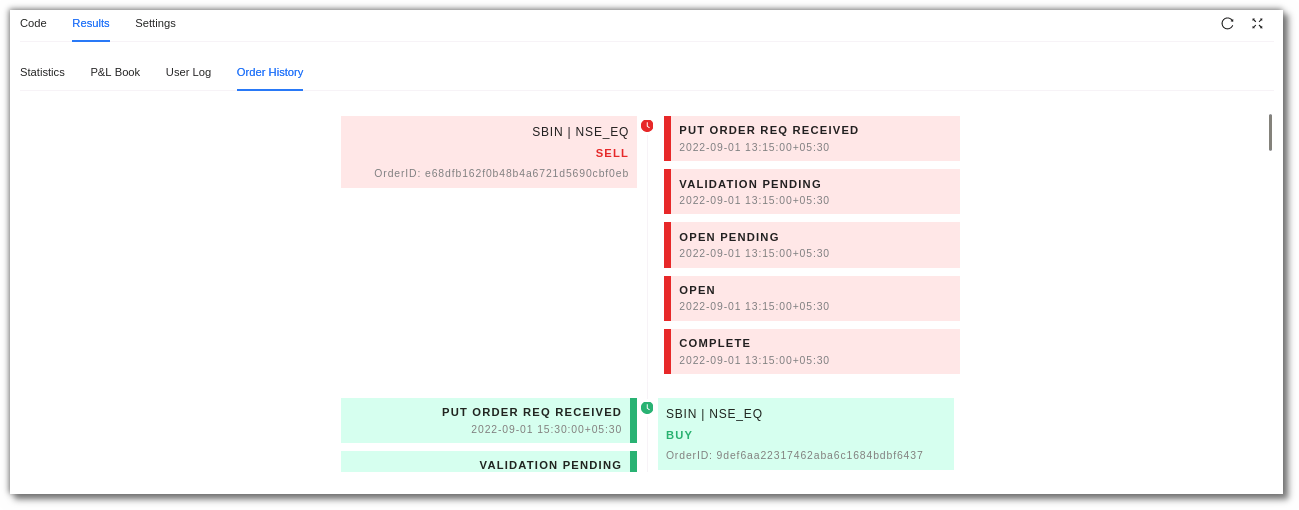 Code Results Settings
Statistics P&L Book User Log Order History
SBIN | NSE_EQ
SELL
OrderID: e68dfb162f0b48b4a6721d5690cbf0eb
PUT ORDER REQ RECEIVED
2022-09-01 13:15:00+05:30
VALIDATION PENDING
2022-09-01 13:15:00+05:30
OPEN PENDING
2022-09-01 13:15:00+05:30
OPEN
2022-09-01 13:15:00+05:30
COMPLETE
2022-09-01 13:15:00+05:30
PUT ORDER REQ RECEIVED
2022-09-01 15:30:00+05:30
VALIDATION PENDING
SBIN | NSE_EQ
BUY
OrderID: 9def6aa22317462aba6c1684bdbf6437